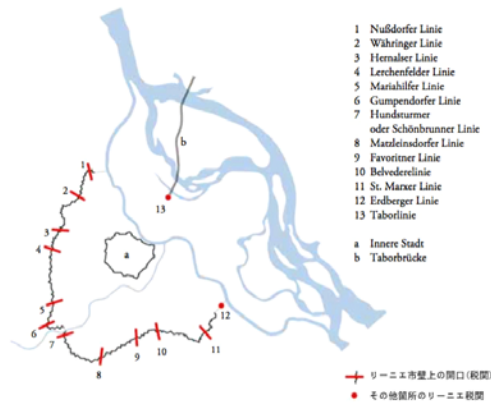 1 Nußdorfer Linie
2 Währinger Linie
3 Hernalser Linie
4 Lerchenfelder Linie
5 Mariahilfer Linie
6 Gumpendorfer Linie
7 Hundsturmer
oder Schönbrunner Linie
8 Matzleinsdorfer Linie
9 Favoritner Linie
10 Belvederelinie
11 St. Marxer Linie
12 Erdberger Linie
13 Taborlinie
a Innere Stadt
b Taborbrücke
b
1
2
13
3
4
a
5
12
6
7
11
10
9
8
リーニエ市壁上の開口(税関)
その他箇所のリーニエ税関